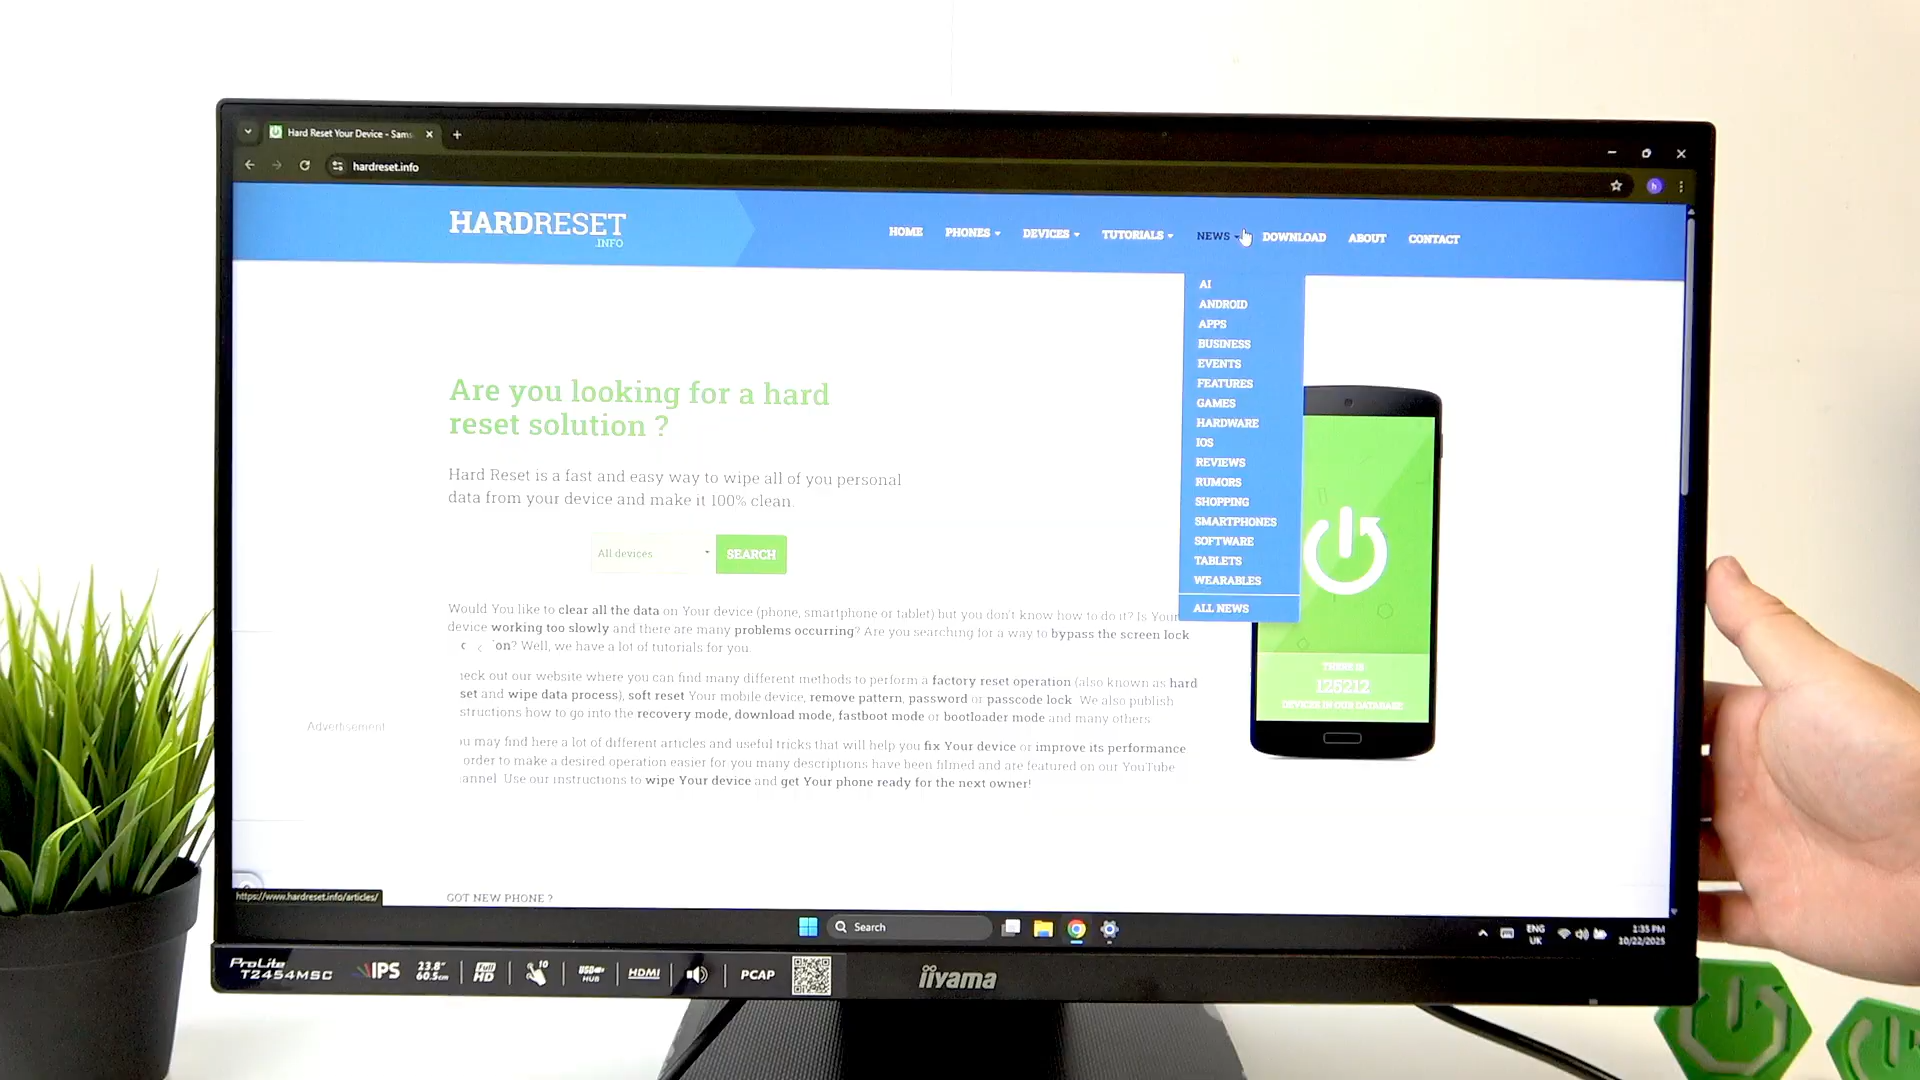 Hard Reset Your Device - Sams
hardreset.info
HARDRESET
.INFO
HOME PHONES DEVICES TUTORIALS NEWS DOWNLOAD ABOUT CONTACT
AI
ANDROID
APPS
BUSINESS
EVENTS
FEATURES
GAMES
HARDWARE
IOS
REVIEWS
RUMORS
SHOPPING
SMARTPHONES
SOFTWARE
TABLETS
WEARABLES
ALL NEWS
Are you looking for a hard
reset solution ?
Hard Reset is a fast and easy way to wipe all of you personal
data from your device and make it 100% clean.
All devices
SEARCH
Would You like to clear all the data on Your device (phone, smartphone or tablet) but you don't know how to do it? Is Your
device working too slowly and there are many problems occurring? Are you searching for a way to bypass the screen lock
on? Well, we have a lot of tutorials for you.
eck out our website where you can find many different methods to perform a factory reset operation (also known as hard
set and wipe data process), soft reset Your mobile device, remove pattern, password or passcode lock. We also publish
structions how to go into the recovery mode, download mode, fastboot mode or bootloader mode and many others.
ou may find here a lot of different articles and useful tricks that will help you fix Your device or improve its performance
order to make a desired operation easier for you many descriptions have been filmed and are featured on our YouTube
annel. Use our instructions to wipe Your device and get Your phone ready for the next owner!
THERE IS
125212
DEVICES IN OUR DATABASE
Advertisement
GOT NEW PHONE ?
https://www.hardreset.info/articles/
Search
ENG
UK
1:35 PM
10/22/2025
h
ProLite
T2454MSC
IPS
23.8"
60.5cm
Full
HD
10
USB
HUB
HDMI
PCAP
iiyama